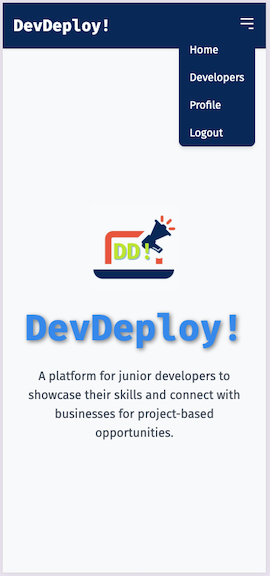 DevDeploy!
Home
Developers
Profile
Logout
DD!
DevDeploy!
A platform for junior developers to
showcase their skills and connect with
businesses for project-based
opportunities.